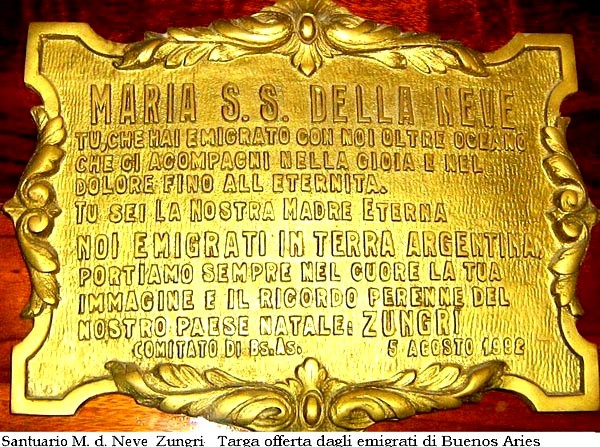 MARIA S.S. DELLA NEVE
TU, CHE HAI EMIGRATO CON NOI OLTRE OCEANO
CHE CI ACOMPAGNI NELLA GIOIA E NEL
DOLORE FINO ALL ETERNITA.
TU SEI LA NOSTRA MADRE ETERNA
NOI EMIGRATI IN TERRA ARGENTINA,
PORTIAMO SEMPRE NEL CUORE LA TUA
IMMAGINE E IL RICORDO PERENNE DEL
NOSTRO PAESE NATALE: ZUNGRI
COMITATO DI Bs.As. 5 AGOSTO 1992
Santuario M. d. Neve Zungri Targa offerta dagli emigrati di Buenos Aries